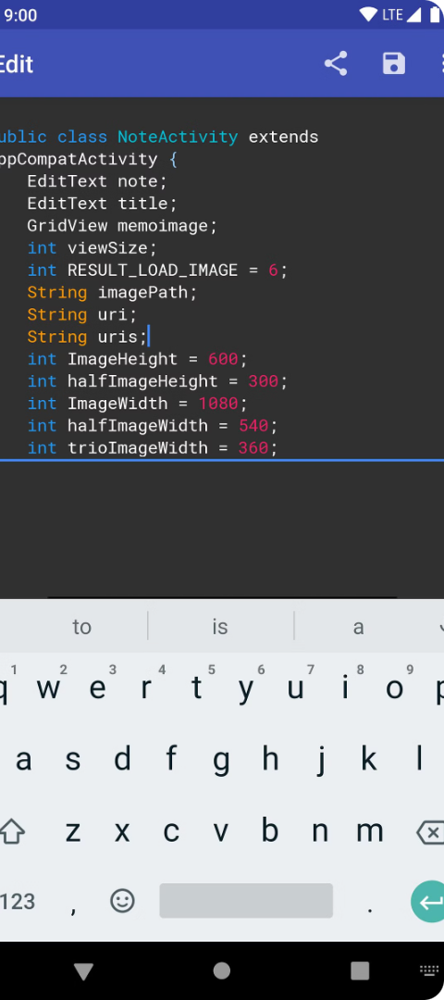 9:00 LTE
Edit
ublic class NoteActivity extends
ppCompatActivity {
EditText note;
EditText title;
GridView memoimage;
int viewSize;
int RESULT_LOAD_IMAGE = 6;
String imagePath;
String uri;
String uris;
int ImageHeight = 600;
int halfImageHeight = 300;
int ImageWidth = 1080;
int halfImageWidth = 540;
int trioImageWidth = 360;
to is a
1 2 3 4 5 6 7 8 9
q w e r t y u i o p
a s d f g h j k l
z x c v b n m
123 , .